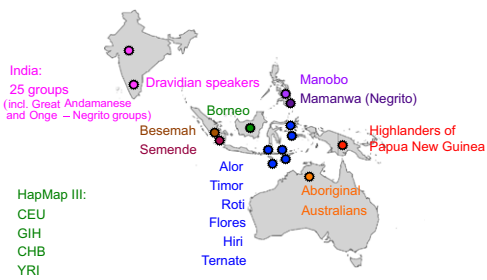 India:
25 groups
(incl. Great Andamanese
and Onge – Negrito groups)
Dravidian speakers
Manobo
Mamanwa (Negrito)
Borneo
Besemah
Semende
Highlanders of
Papua New Guinea
Alor
Timor
Roti
Flores
Hiri
Ternate
Aboriginal
Australians
HapMap III:
CEU
GIH
CHB
YRI